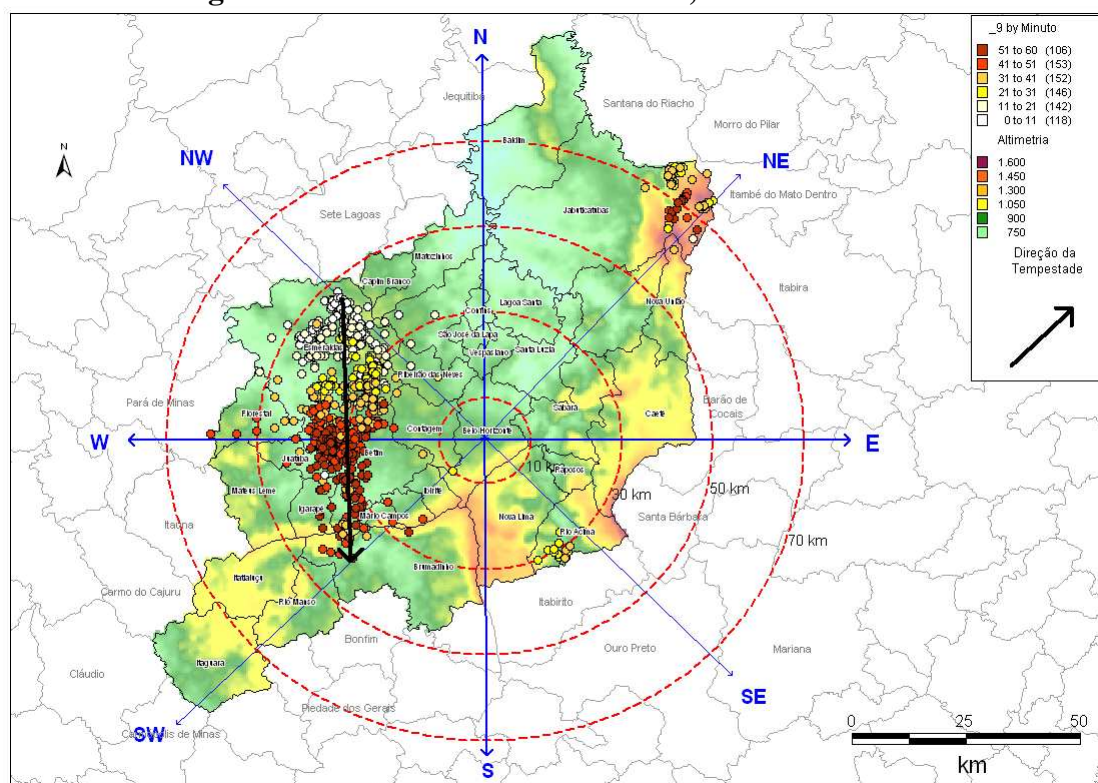 N
Jequitibá
Santana do Riacho
Morro do Pilar
N
NW
NE
Baldim
Itambé do Mato Dentro
Sete Lagoas
Jaboticatubas
Matozinhos
Capim Branco
Itabira
Lagoa Santa
Nova União
Confins
São José da Lapa
Esmeraldas
Vespasiano
Santa Luzia
Ribeirão das Neves
Pará de Minas
Barão de
Cocais
Florestal
Sabará
Caeté
W
Contagem
Belo Horizonte
E
Juatuba
Betim
10 k
Raposos
Mateus Leme
Ibirité
30 km
50 km
Igarapé
Mário Campos
Nova Lima
Santa Bárbara
Itaúna
Rio Acima
70 km
Brumadinho
Itatiaiuçu
Carmo do Cajuru
Rio Manso
Itabirito
Bonfim
Ouro Preto
Mariana
Itaguara
Cláudio
SE
Piedade dos Gerais
SW
S
_9 by Minuto
51 to 60 (106)
41 to 51 (153)
31 to 41 (152)
21 to 31 (146)
11 to 21 (142)
0 to 11 (118)
Altimetria
1.600
1.450
1.300
1.050
900
750
Direção da
Tempestade
0 25 50
km